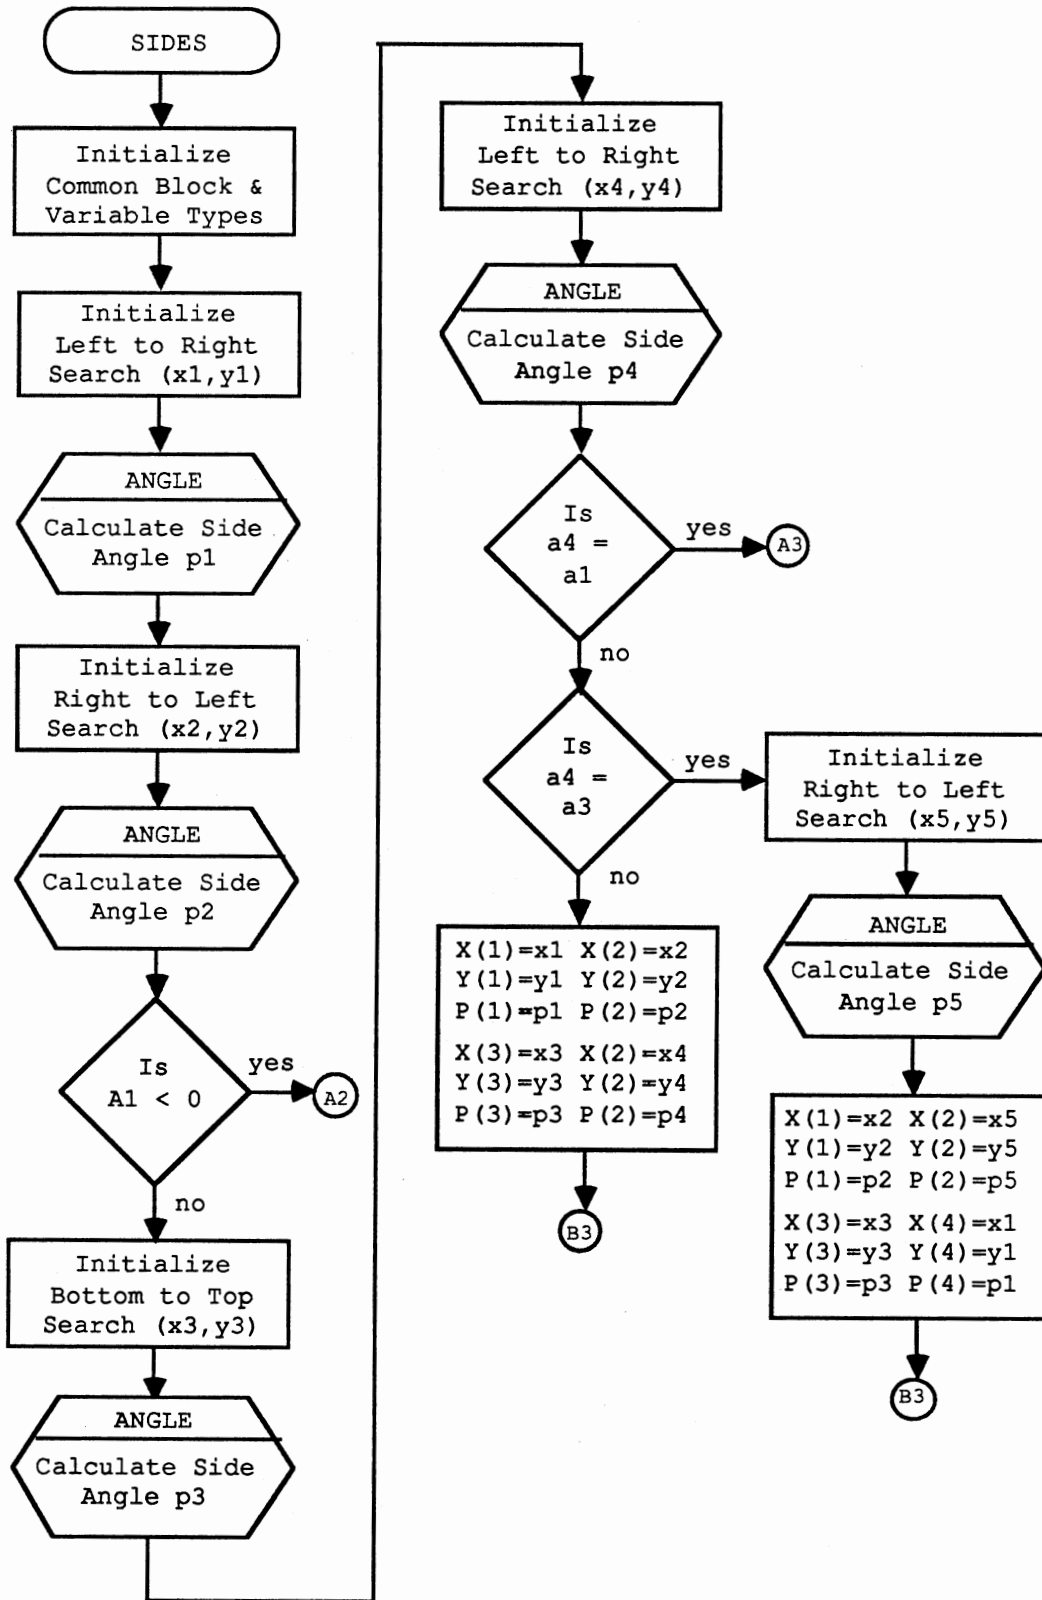 SIDES
Initialize
Common Block &
Variable Types
Initialize
Left to Right
Search (x1,y1)
ANGLE
Calculate Side
Angle p1
Initialize
Right to Left
Search (x2,y2)
ANGLE
Calculate Side
Angle p2
Is
A1 < 0
yes
A2
no
Initialize
Bottom to Top
Search (x3,y3)
ANGLE
Calculate Side
Angle p3
Initialize
Left to Right
Search (x4,y4)
ANGLE
Calculate Side
Angle p4
Is
a4 =
a1
yes
A3
no
Is
a4 =
a3
yes
no
X(1)=x1 X(2)=x2
Y(1)=y1 Y(2)=y2
P(1)=p1 P(2)=p2
X(3)=x3 X(2)=x4
Y(3)=y3 Y(2)=y4
P(3)=p3 P(2)=p4
B3
Initialize
Right to Left
Search (x5,y5)
ANGLE
Calculate Side
Angle p5
X(1)=x2 X(2)=x5
Y(1)=y2 Y(2)=y5
P(1)=p2 P(2)=p5
X(3)=x3 X(4)=x1
Y(3)=y3 Y(4)=y1
P(3)=p3 P(4)=p1
B3